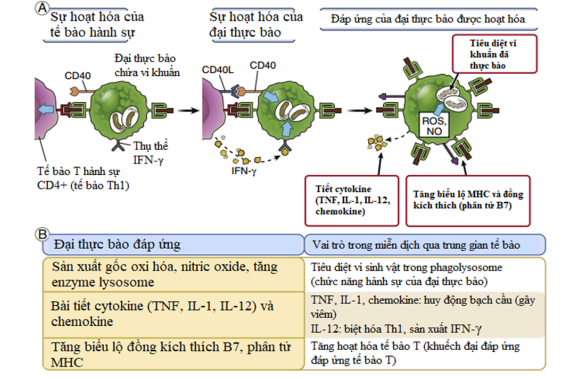 A
Sự hoạt hóa của
tế bào hành sự
Sự hoạt hóa của
đại thực bào
Đáp ứng của đại thực bào được hoạt hóa
CD40
Đại thực bào
chứa vi khuẩn
CD40L
CD40
Tiêu diệt vi
khuẩn đã
thực bào
ROS,
NO
Thụ thể
IFN-γ
IFN-γ
Tế bào T hành sự
CD4+ (tế bào Th1)
Tiết cytokine
(TNF, IL-1, IL-12,
chemokine)
Tăng biểu lộ MHC và đồng
kích thích (phân tử B7)
B
Đại thực bào đáp ứng
Vai trò trong miễn dịch qua trung gian tế bào
Sản xuất gốc oxi hóa, nitric oxide, tăng
enzyme lysosome
Tiêu diệt vi sinh vật trong phagolysosome
(chức năng hành sự của đại thực bào)
Bài tiết cytokine (TNF, IL-1, IL-12) và
chemokine
TNF, IL-1, chemokine: huy động bạch cầu (gây
viêm)
IL-12: biệt hóa Th1, sản xuất IFN-γ
Tăng biểu lộ đồng kích thích B7, phân tử
MHC
Tăng hoạt hóa tế bào T (khuếch đại đáp ứng
đáp ứng tế bào T)